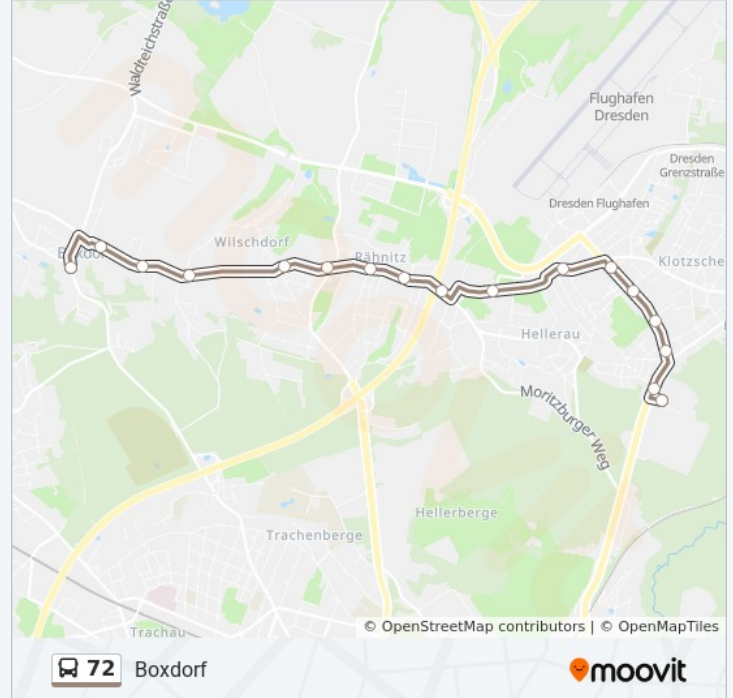 Waldteichstraße
Flughafen
Dresden
Dresden
Grenzstraße
Dresden Flughafen
Wilschdorf
Rähnitz
Klotzsche
Hellerau
Moritzburger Weg
Hellerberge
Trachenberge
Trachau
© OpenStreetMap contributors | © OpenMapTiles
72 Boxdorf
moovit